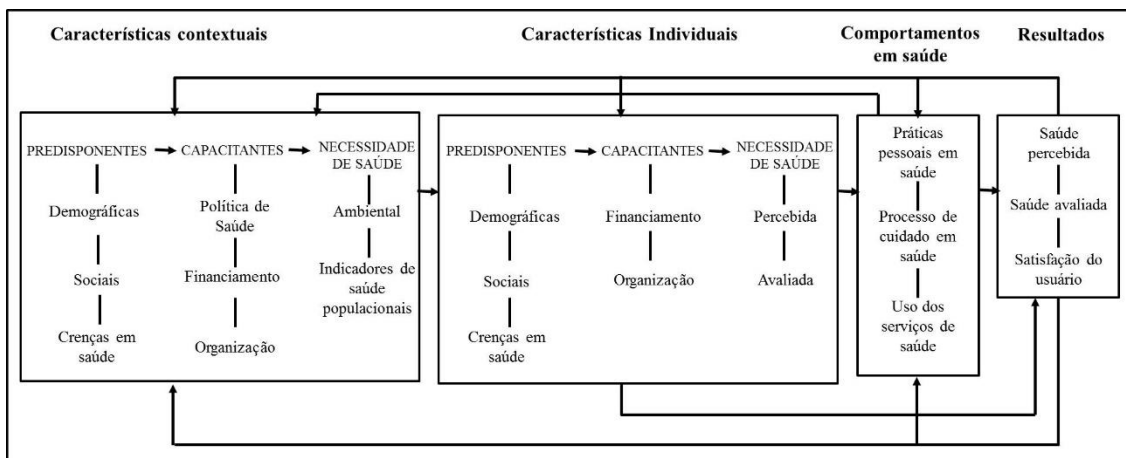 Características contextuais
Características Individuais
Comportamentos
em saúde
Resultados
PREDISPONENTES
CAPACITANTES
NECESSIDADE
DE SAÚDE
Demográficas
Sociais
Crenças em
saúde
Política de
Saúde
Financiamento
Organização
Ambiental
Indicadores de
saúde
populacionais
PREDISPONENTES
CAPACITANTES
NECESSIDADE
DE SAÚDE
Demográficas
Sociais
Crenças em
saúde
Financiamento
Organização
Percebida
Avaliada
Práticas
pessoais em
saúde
Processo de
cuidado em
saúde
Uso dos
serviços de
saúde
Saúde
percebida
Saúde avaliada
Satisfação do
usuário